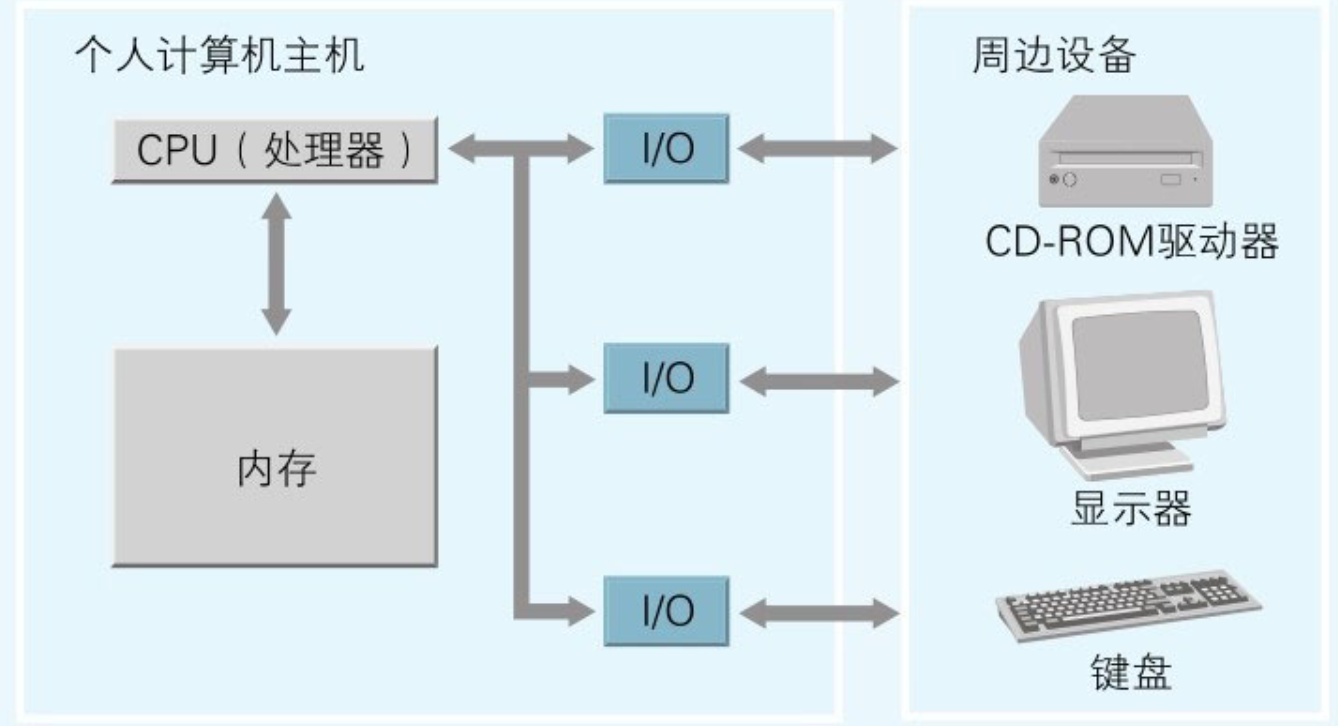 个人计算机主机
周边设备
CPU（处理器）
I/O
CD-ROM驱动器
I/O
内存
显示器
I/O
键盘